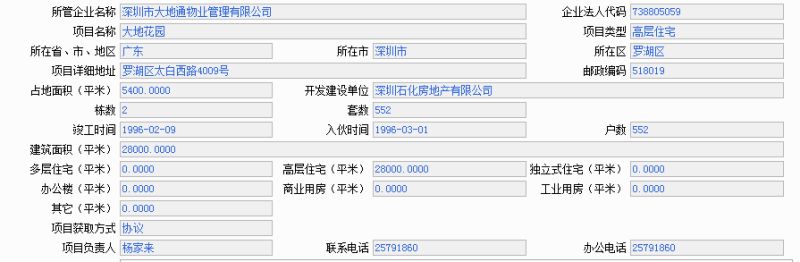 所管企业名称 深圳市大地通物业管理有限公司 企业法人代码 738805059
项目名称 大地花园 项目类型 高层住宅
所在省、市、地区 广东 所在市 深圳市 所在区 罗湖区
项目详细地址 罗湖区太白西路4009号 邮政编码 518019
占地面积（平米） 5400.0000 开发建设单位 深圳石化房地产有限公司
栋数 2 套数 552
竣工时间 1996-02-09 入伙时间 1996-03-01 户数 552
建筑面积（平米） 28000.0000
多层住宅（平米） 0.0000 高层住宅（平米） 28000.0000 独立式住宅（平米） 0.0000
办公楼（平米） 0.0000 商业用房（平米） 0.0000 工业用房（平米） 0.0000
其它（平米） 0.0000
项目获取方式 协议
项目负责人 杨家来 联系电话 25791860 办公电话 25791860